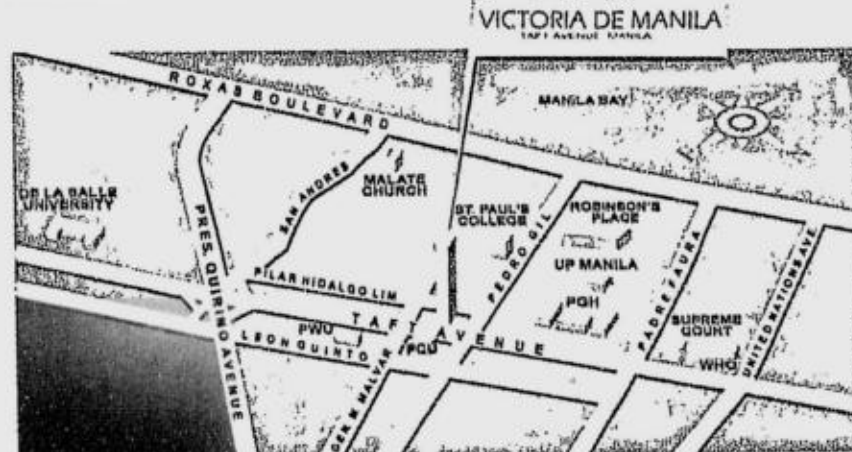 VICTORIA DE MANILA
TAFT AVENUE MANILA
ROXAS BOULEVARD
MANILA BAY
DE LA SALLE
UNIVERSITY
PRES. QUIRINO AVENUE
SAN ANDRES
MALATE
CHURCH
ST. PAUL'S
COLLEGE
PEDRO GIL
ROBINSON'S
PLACE
UP MANILA
PGH
PADRE FAURA
SUPREME
COURT
WHO
UNITED NATIONS AVE.
PILAR HIDALGO LIM
TAFT AVENUE
PWU
LEON QUINTO
PCU
GEN. M. MALVAR